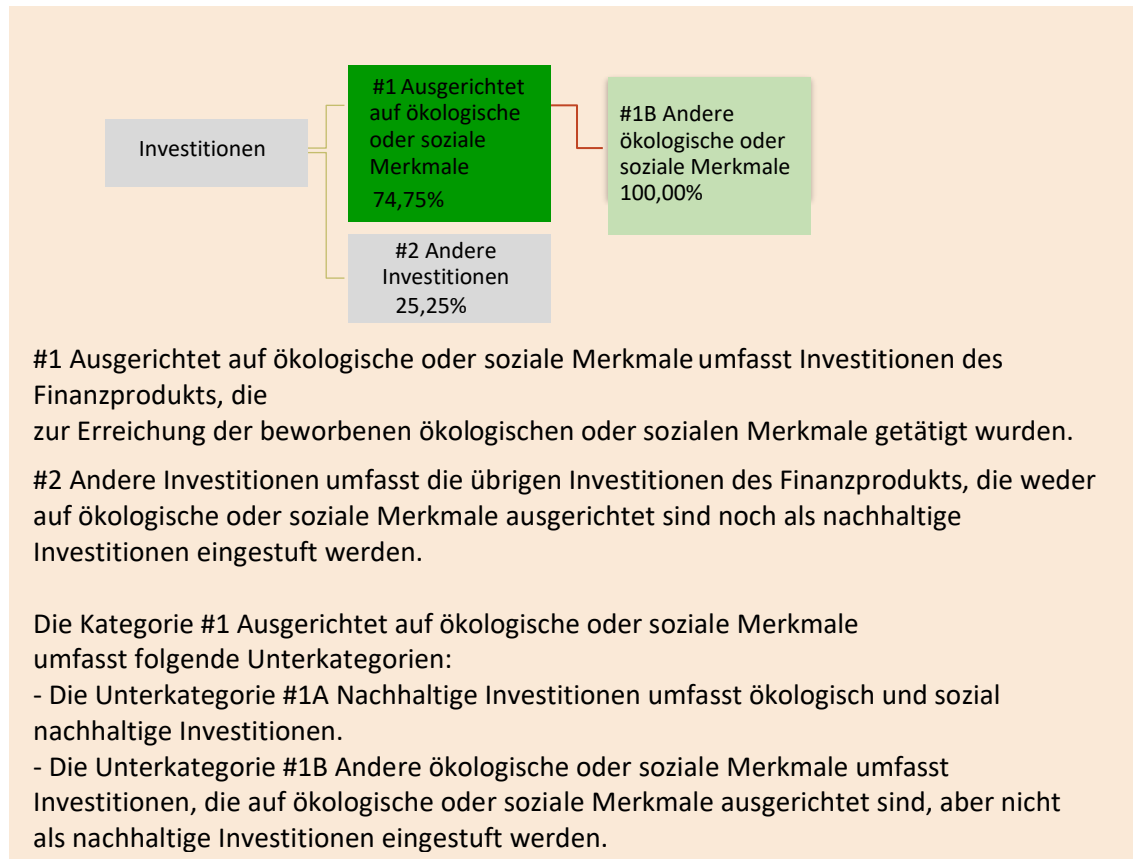 Investitionen
#1 Ausgerichtet
auf ökologische
oder soziale
Merkmale
74,75%
#1B Andere
ökologische oder
soziale Merkmale
100,00%
#2 Andere
Investitionen
25,25%
#1 Ausgerichtet auf ökologische oder soziale Merkmale umfasst Investitionen des
Finanzprodukts, die
zur Erreichung der beworbenen ökologischen oder sozialen Merkmale getätigt wurden.
#2 Andere Investitionen umfasst die übrigen Investitionen des Finanzprodukts, die weder
auf ökologische oder soziale Merkmale ausgerichtet sind noch als nachhaltige
Investitionen eingestuft werden.
Die Kategorie #1 Ausgerichtet auf ökologische oder soziale Merkmale
umfasst folgende Unterkategorien:
- Die Unterkategorie #1A Nachhaltige Investitionen umfasst ökologisch und sozial
nachhaltige Investitionen.
- Die Unterkategorie #1B Andere ökologische oder soziale Merkmale umfasst
Investitionen, die auf ökologische oder soziale Merkmale ausgerichtet sind, aber nicht
als nachhaltige Investitionen eingestuft werden.